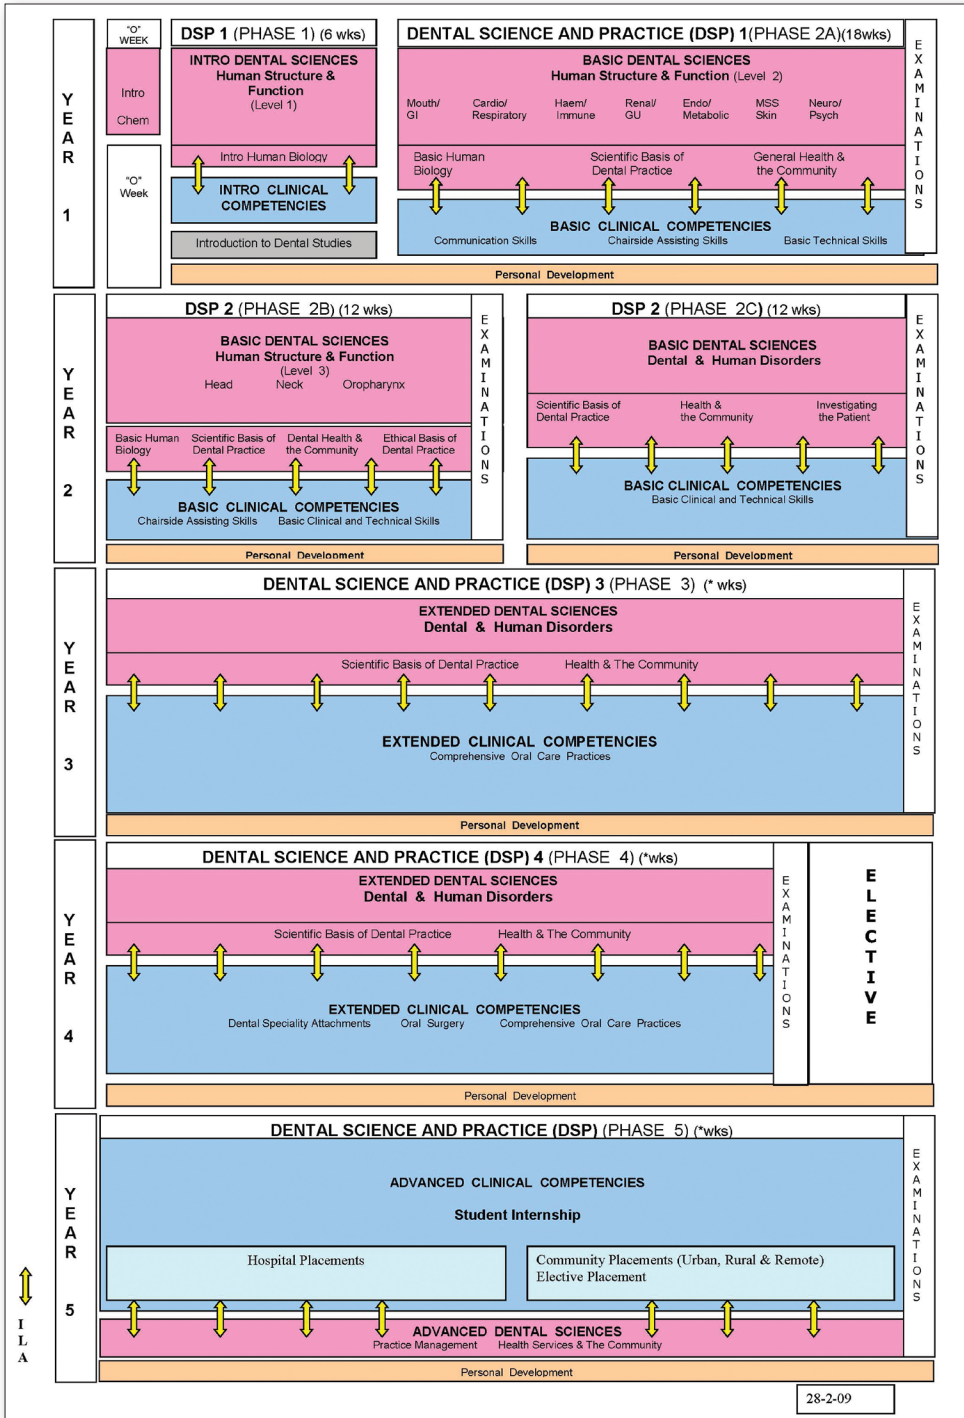 YEAR 1
"O"
WEEK
Intro
Chem
"O"
Week
DSP 1 (PHASE 1) (6 wks)
INTRO DENTAL SCIENCES
Human Structure &
Function
(Level 1)
Intro Human Biology
INTRO CLINICAL
COMPETENCIES
Introduction to Dental Studies
DENTAL SCIENCE AND PRACTICE (DSP) 1(PHASE 2A)(18wks)
BASIC DENTAL SCIENCES
Human Structure & Function (Level 2)
Mouth/ Cardio/ Haem/ Renal/ Endo/ MSS Neuro/
GI Respiratory Immune GU Metabolic Skin Psych
Basic Human Scientific Basis of General Health &
Biology Dental Practice the Community
BASIC CLINICAL COMPETENCIES
Communication Skills Chairside Assisting Skills Basic Technical Skills
EXAMINATIONS
Personal Development
YEAR 2
DSP 2 (PHASE 2B) (12 wks)
BASIC DENTAL SCIENCES
Human Structure & Function
(Level 3)
Head Neck Oropharynx
Basic Human Scientific Basis of Dental Health & Ethical Basis of
Biology Dental Practice the Community Dental Practice
BASIC CLINICAL COMPETENCIES
Chairside Assisting Skills Basic Clinical and Technical Skills
EXAMINATIONS
Personal Development
DSP 2 (PHASE 2C) (12 wks)
BASIC DENTAL SCIENCES
Dental & Human Disorders
Scientific Basis of Health & Investigating
Dental Practice the Community the Patient
BASIC CLINICAL COMPETENCIES
Basic Clinical and Technical Skills
EXAMINATIONS
Personal Development
YEAR 3
DENTAL SCIENCE AND PRACTICE (DSP) 3 (PHASE 3) (* wks)
EXTENDED DENTAL SCIENCES
Dental & Human Disorders
Scientific Basis of Dental Practice Health & The Community
EXTENDED CLINICAL COMPETENCIES
Comprehensive Oral Care Practices
EXAMINATIONS
Personal Development
YEAR 4
DENTAL SCIENCE AND PRACTICE (DSP) 4 (PHASE 4) (*wks)
EXTENDED DENTAL SCIENCES
Dental & Human Disorders
Scientific Basis of Dental Practice Health & The Community
EXTENDED CLINICAL COMPETENCIES
Dental Speciality Attachments Oral Surgery Comprehensive Oral Care Practices
EXAMINATIONS
ELECTIVE
Personal Development
YEAR 5
DENTAL SCIENCE AND PRACTICE (DSP) (PHASE 5) (*wks)
ADVANCED CLINICAL COMPETENCIES
Student Internship
Hospital Placements
Community Placements (Urban, Rural & Remote)
Elective Placement
ADVANCED DENTAL SCIENCES
Practice Management Health Services & The Community
EXAMINATIONS
Personal Development
ILA
28-2-09